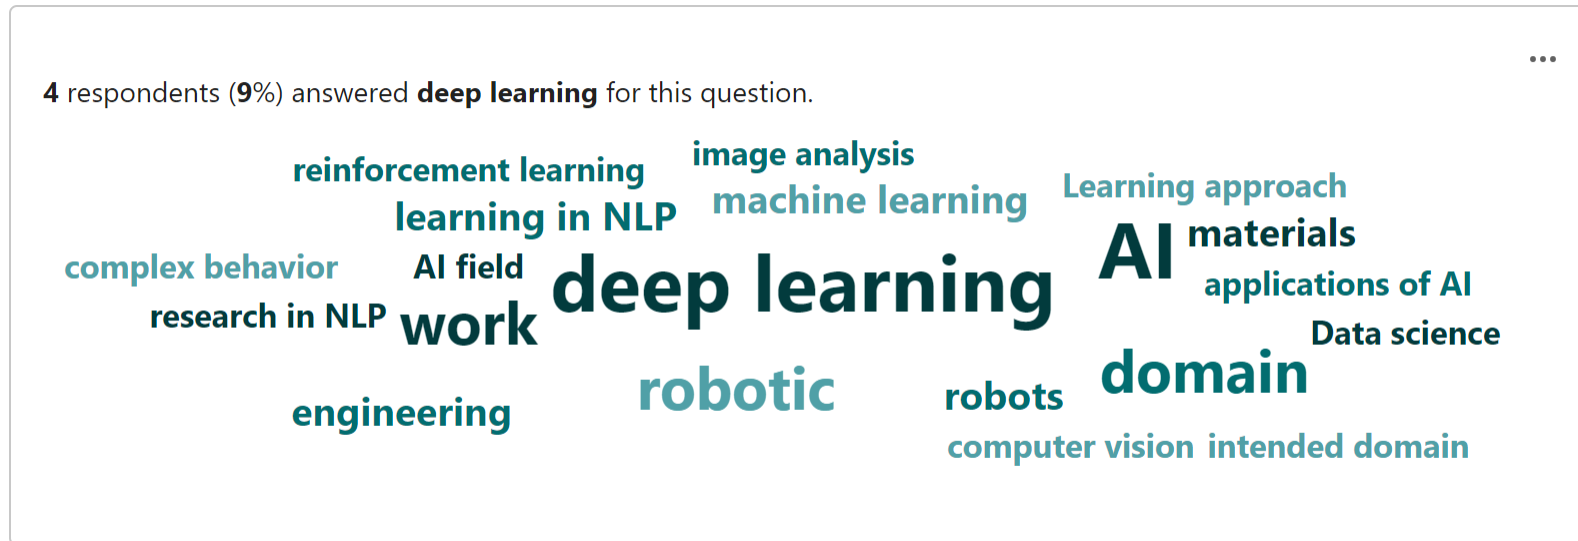 4 respondents (9%) answered deep learning for this question.
image analysis
reinforcement learning
machine learning
Learning approach
learning in NLP
AI
materials
complex behavior
AI field
deep learning
applications of AI
research in NLP
work
Data science
robotic
robots
domain
engineering
computer vision
intended domain